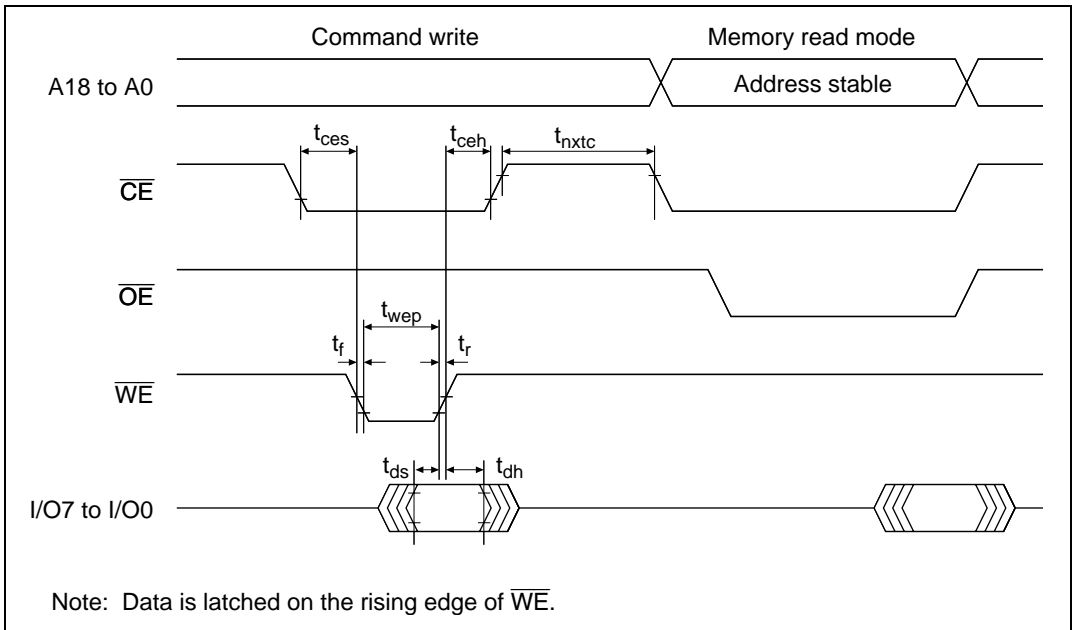 Command write Memory read mode
A18 to A0 Address stable
tces tceh tnxtc
CE
OE
twep
tf tr
WE
tds tdh
I/O7 to I/O0
Note: Data is latched on the rising edge of WE.